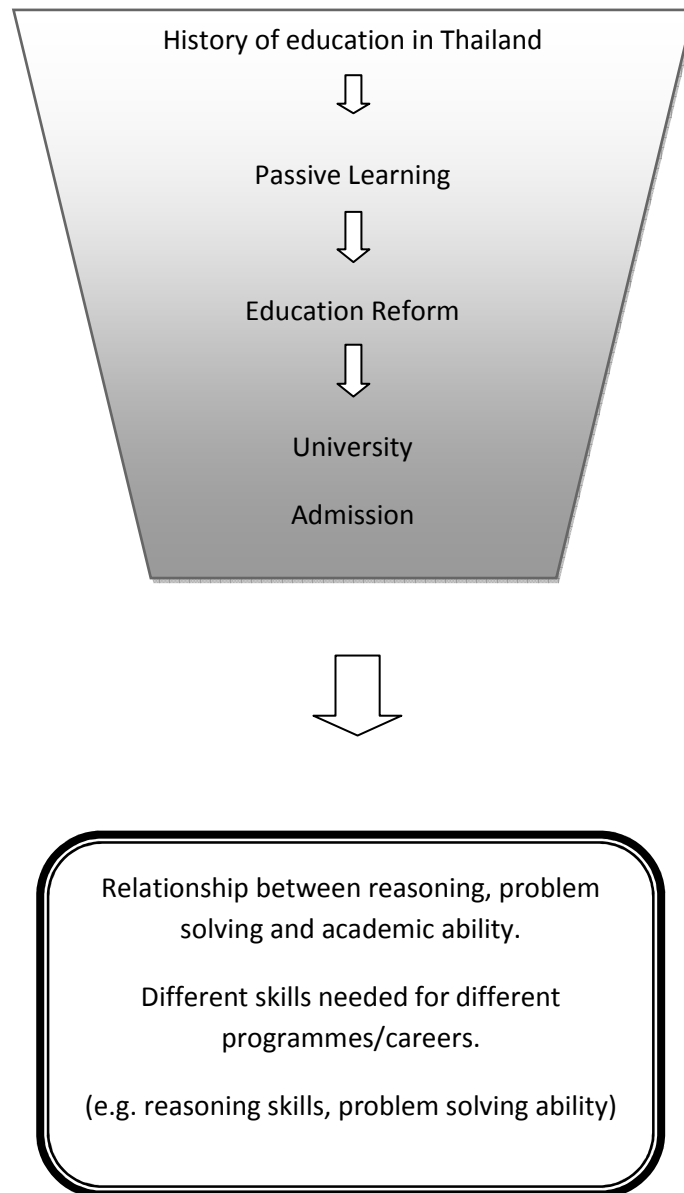 History of education in Thailand
Passive Learning
Education Reform
University
Admission
Relationship between reasoning, problem
solving and academic ability.
Different skills needed for different
programmes/careers.
(e.g. reasoning skills, problem solving ability)